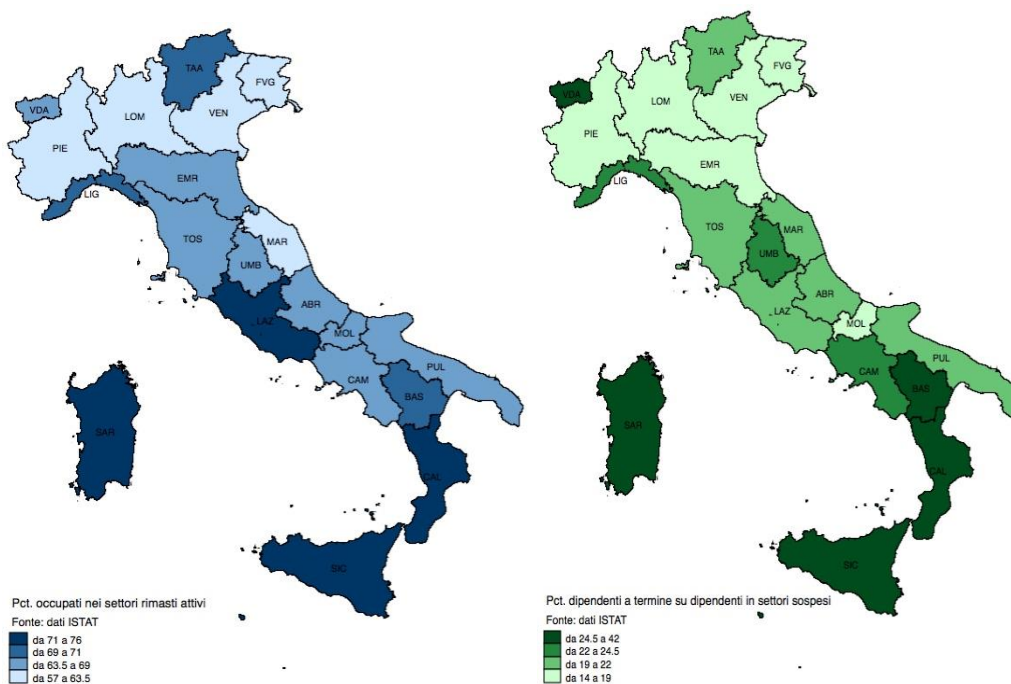 TAA
FVG
VDA
LOM
VEN
PIE
EMR
LIG
TOS
MAR
UMB
ABR
LAZ
MOL
PUL
CAM
BAS
SAR
CAL
SIC
Pct. occupati nei settori rimasti attivi
Fonte: dati ISTAT
da 71 a 76
da 69 a 71
da 63.5 a 69
da 57 a 63.5
TAA
FVG
VDA
LOM
VEN
PIE
EMR
LIG
TOS
MAR
UMB
ABR
LAZ
MOL
PUL
CAM
BAS
SAR
CAL
SIC
Pct. dipendenti a termine su dipendenti in settori sospesi
Fonte: dati ISTAT
da 24.5 a 42
da 22 a 24.5
da 19 a 22
da 14 a 19